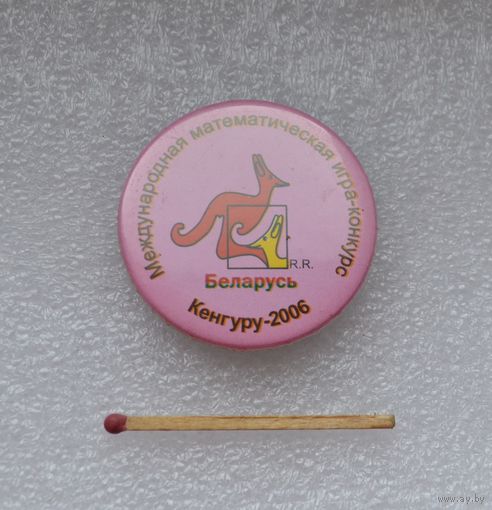 Международная математическая игра-конкурс
R.R.
Беларусь
Кенгуру-2006
www.ay.by